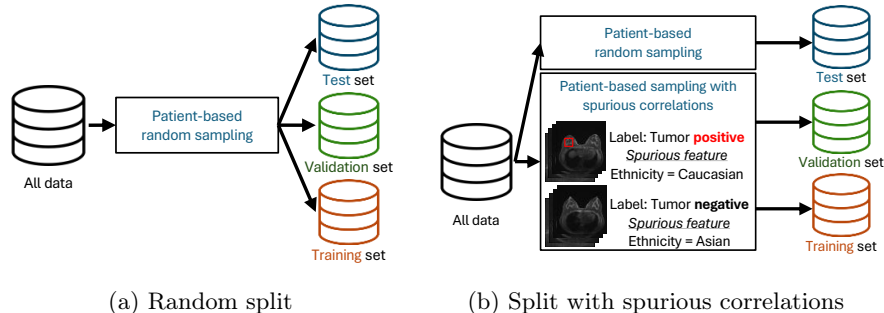 All data
Patient-based
random sampling
Test set
Validation set
Training set
(a) Random split
All data
Patient-based
random sampling
Patient-based sampling with
spurious correlations
Label: Tumor positive
Spurious feature
Ethnicity = Caucasian
Label: Tumor negative
Spurious feature
Ethnicity = Asian
Test set
Validation set
Training set
(b) Split with spurious correlations